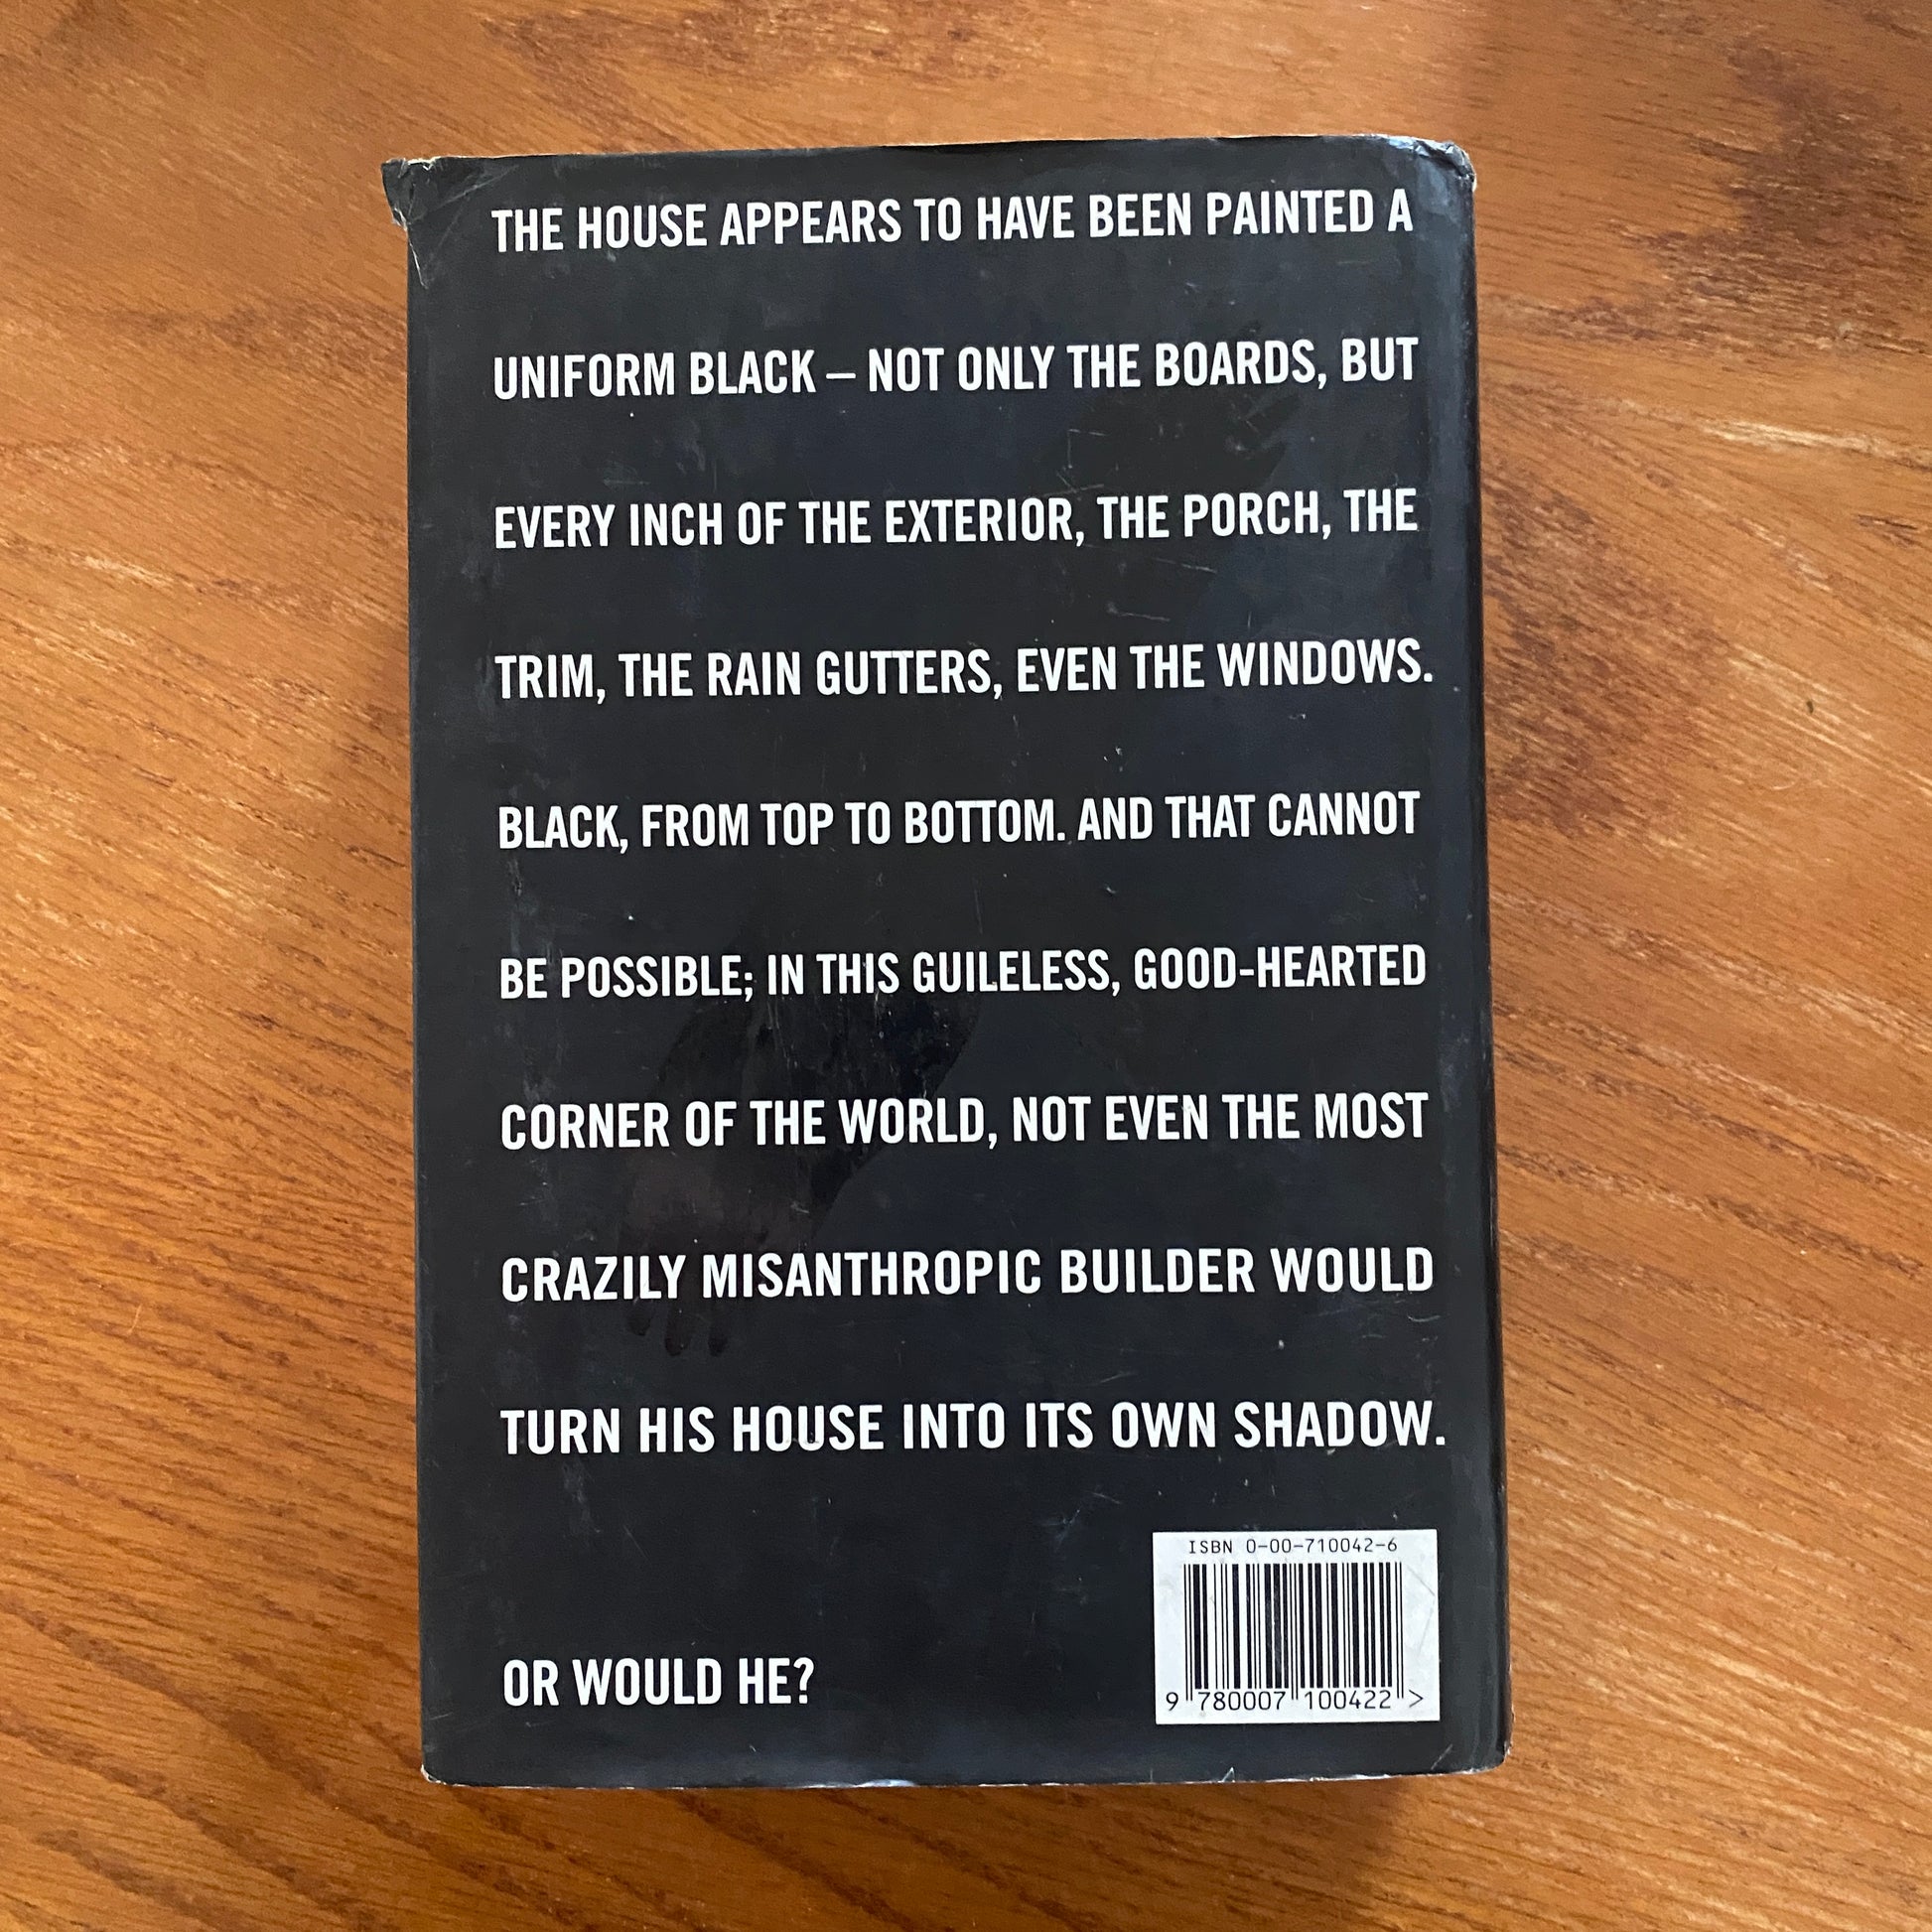 THE HOUSE APPEARS TO HAVE BEEN PAINTED A
UNIFORM BLACK – NOT ONLY THE BOARDS, BUT
EVERY INCH OF THE EXTERIOR, THE PORCH, THE
TRIM, THE RAIN GUTTERS, EVEN THE WINDOWS.
BLACK, FROM TOP TO BOTTOM. AND THAT CANNOT
BE POSSIBLE; IN THIS GUILELESS, GOOD-HEARTED
CORNER OF THE WORLD, NOT EVEN THE MOST
CRAZILY MISANTHROPIC BUILDER WOULD
TURN HIS HOUSE INTO ITS OWN SHADOW.
OR WOULD HE?
ISBN 0-00-710042-6
9 780007 100422 >